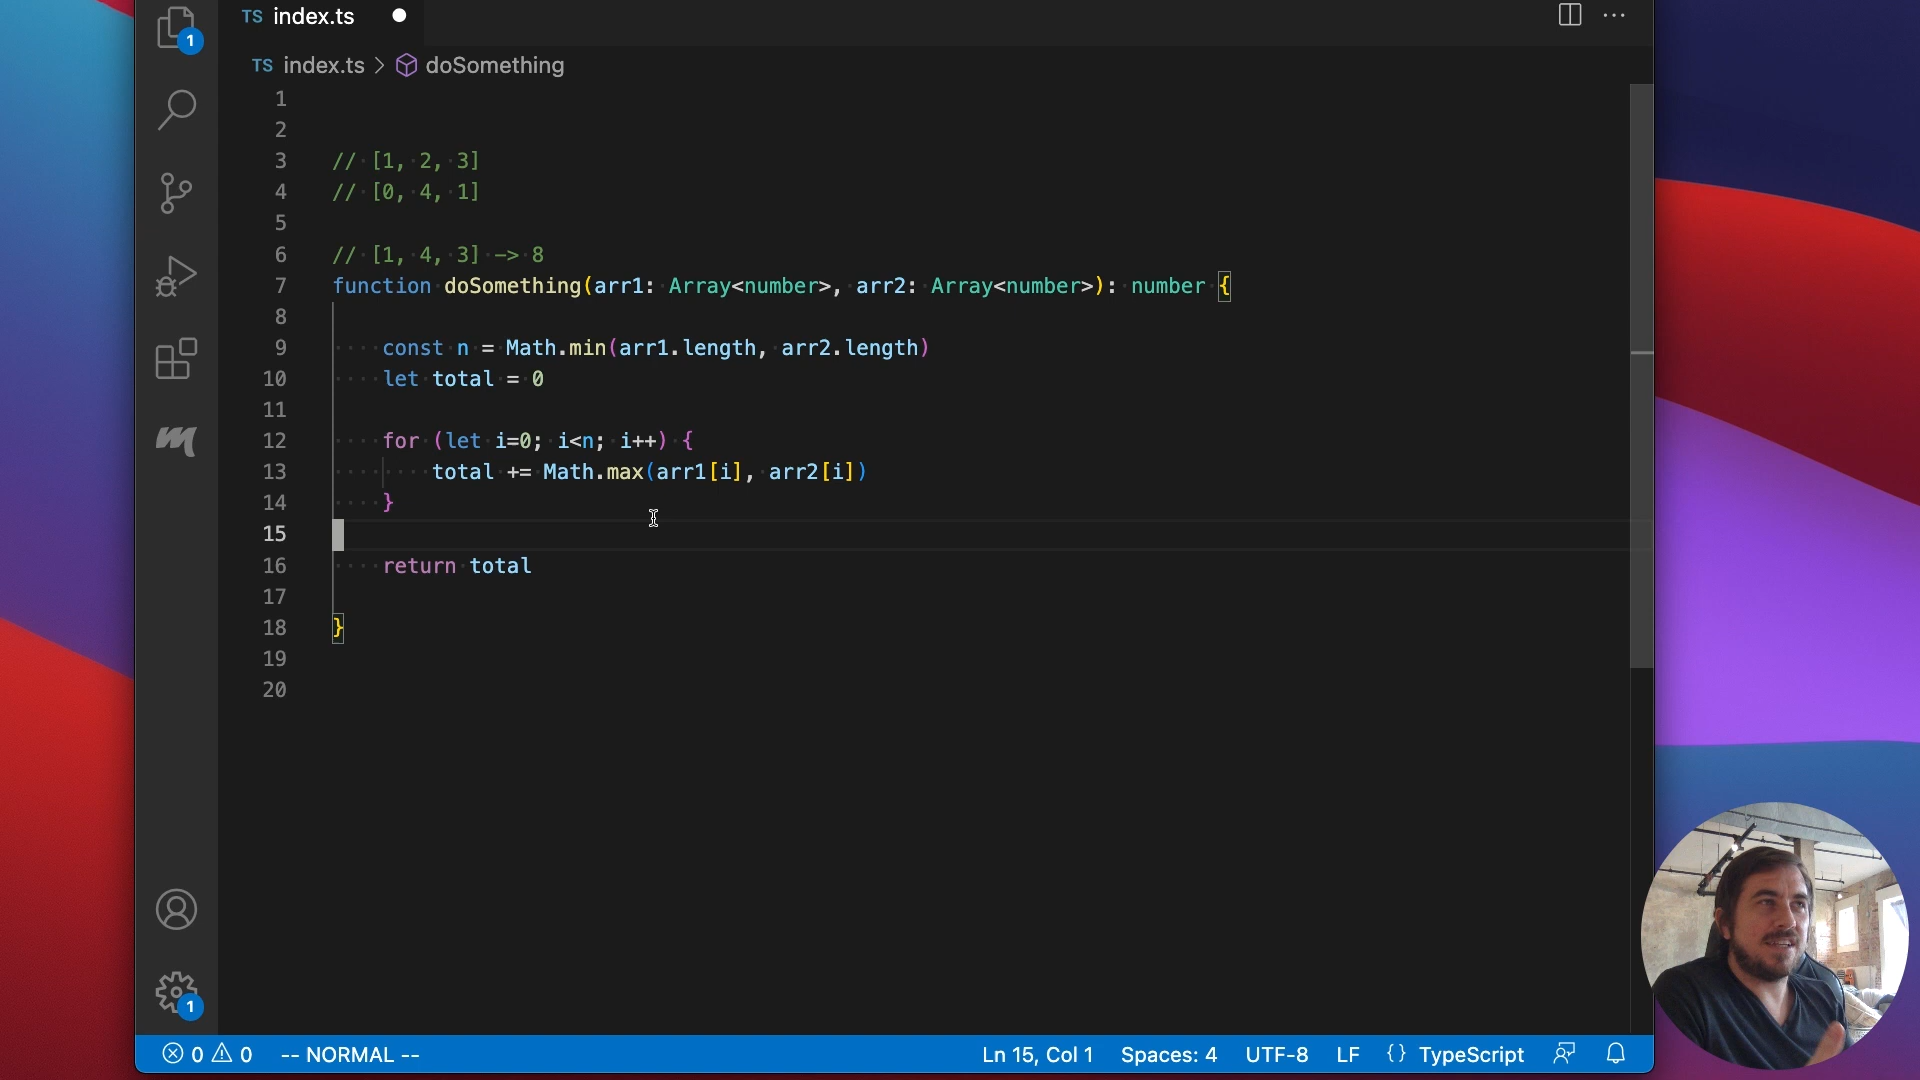 TS index.ts
1
TS index.ts > doSomething
1
2
3 // [1, 2, 3]
4 // [0, 4, 1]
5
6 // [1, 4, 3] -> 8
7 function doSomething(arr1: Array<number>, arr2: Array<number>): number {
8
9 const n = Math.min(arr1.length, arr2.length)
10 let total = 0
11
12 for (let i=0; i<n; i++) {
13 total += Math.max(arr1[i], arr2[i])
14 }
15
16 return total
17
18 }
19
20
1
0 0 -- NORMAL -- Ln 15, Col 1 Spaces: 4 UTF-8 LF {} TypeScript